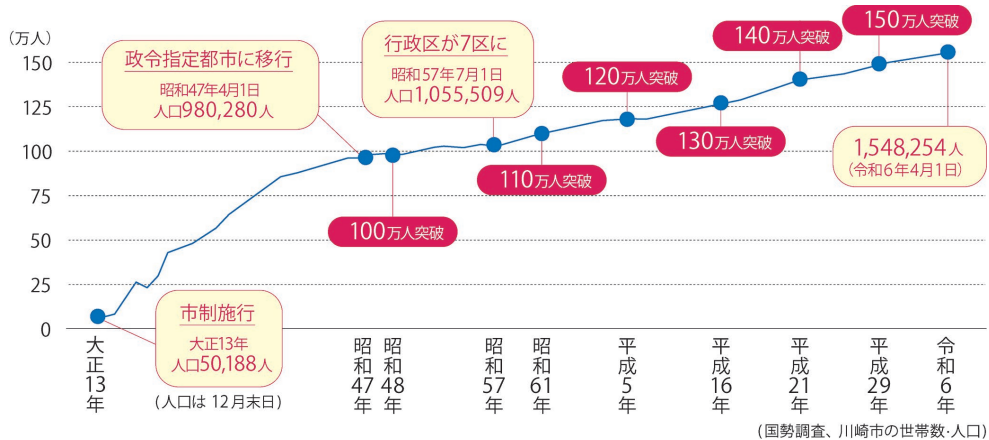 (万人)
150
125
100
75
50
25
0
政令指定都市に移行
昭和47年4月1日
人口980,280人
行政区が7区に
昭和57年7月1日
人口1,055,509人
120万人突破
140万人突破
150万人突破
130万人突破
110万人突破
100万人突破
1,548,254人
(令和6年4月1日)
市制施行
大正13年
人口50,188人
(人口は12月末日)
大正13年
昭和47年
昭和48年
昭和57年
昭和61年
平成5年
平成16年
平成21年
平成29年
令和6年
(国勢調査、川崎市の世帯数・人口)